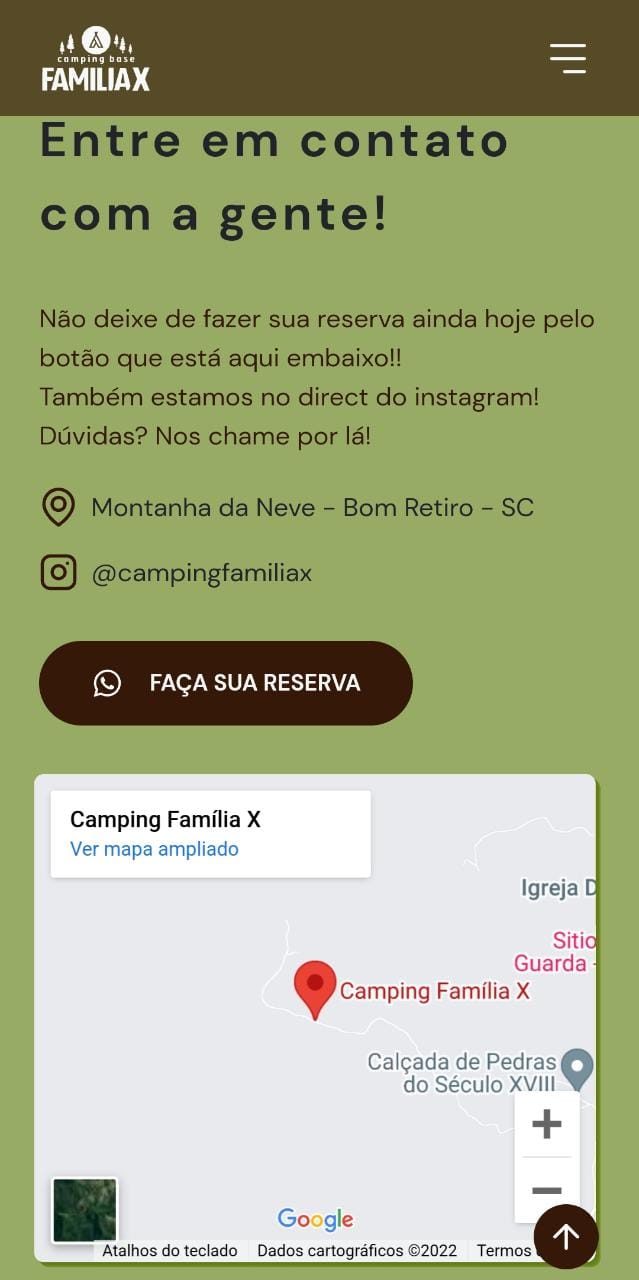 camping base
FAMILIA X
Entre em contato
com a gente!
Não deixe de fazer sua reserva ainda hoje pelo
botão que está aqui embaixo!!
Também estamos no direct do instagram!
Dúvidas? Nos chame por lá!
Montanha da Neve - Bom Retiro - SC
@campingfamiliax
FAÇA SUA RESERVA
Camping Família X
Ver mapa ampliado
Igreja D
Sitio
Guarda -
Camping Família X
Calçada de Pedras
do Século XVIII
Google
Atalhos do teclado
Dados cartográficos ©2022
Termos